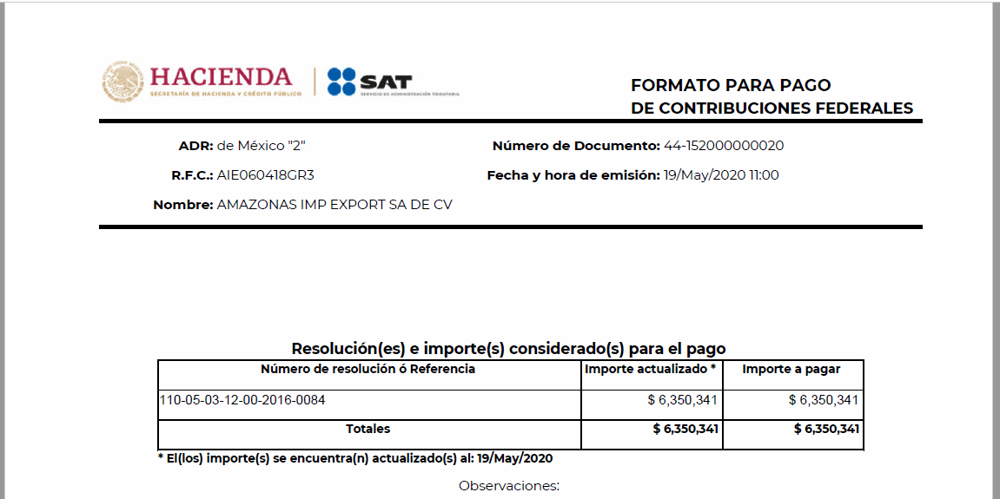 HACIENDA
SECRETARÍA DE HACIENDA Y CRÉDITO PÚBLICO
SAT
SERVICIO DE ADMINISTRACIÓN TRIBUTARIA
FORMATO PARA PAGO
DE CONTRIBUCIONES FEDERALES
ADR: de México "2"
Número de Documento: 44-152000000020
R.F.C.: AIE060418GR3
Fecha y hora de emisión: 19/May/2020 11:00
Nombre: AMAZONAS IMP EXPORT SA DE CV
Resolución(es) e importe(s) considerado(s) para el pago
Número de resolución ó Referencia Importe actualizado * Importe a pagar
110-05-03-12-00-2016-0084 $ 6,350,341 $ 6,350,341
Totales $ 6,350,341 $ 6,350,341
* El(los) importe(s) se encuentra(n) actualizado(s) al: 19/May/2020
Observaciones: